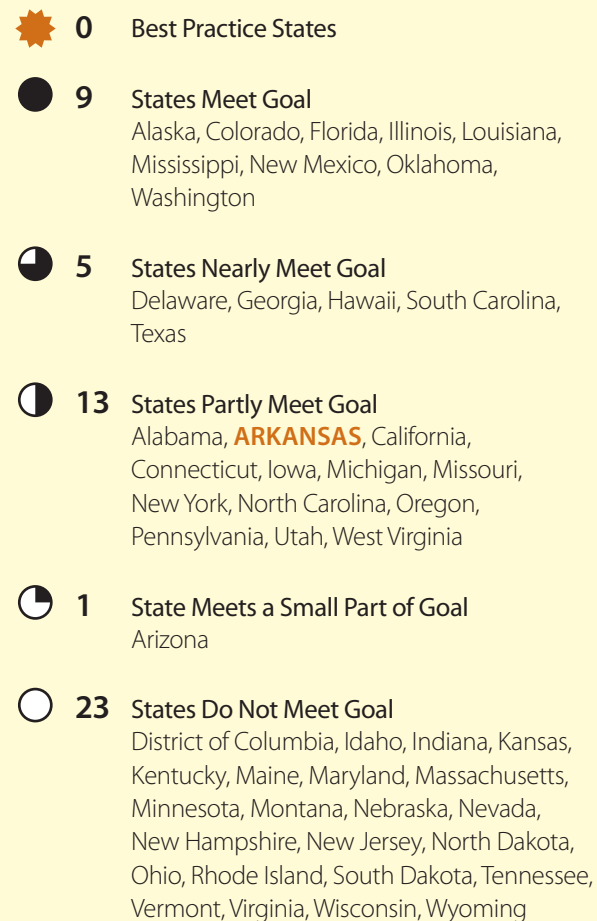 0 Best Practice States
9 States Meet Goal
Alaska, Colorado, Florida, Illinois, Louisiana,
Mississippi, New Mexico, Oklahoma,
Washington
5 States Nearly Meet Goal
Delaware, Georgia, Hawaii, South Carolina,
Texas
13 States Partly Meet Goal
Alabama, ARKANSAS, California,
Connecticut, Iowa, Michigan, Missouri,
New York, North Carolina, Oregon,
Pennsylvania, Utah, West Virginia
1 State Meets a Small Part of Goal
Arizona
23 States Do Not Meet Goal
District of Columbia, Idaho, Indiana, Kansas,
Kentucky, Maine, Maryland, Massachusetts,
Minnesota, Montana, Nebraska, Nevada,
New Hampshire, New Jersey, North Dakota,
Ohio, Rhode Island, South Dakota, Tennessee,
Vermont, Virginia, Wisconsin, Wyoming